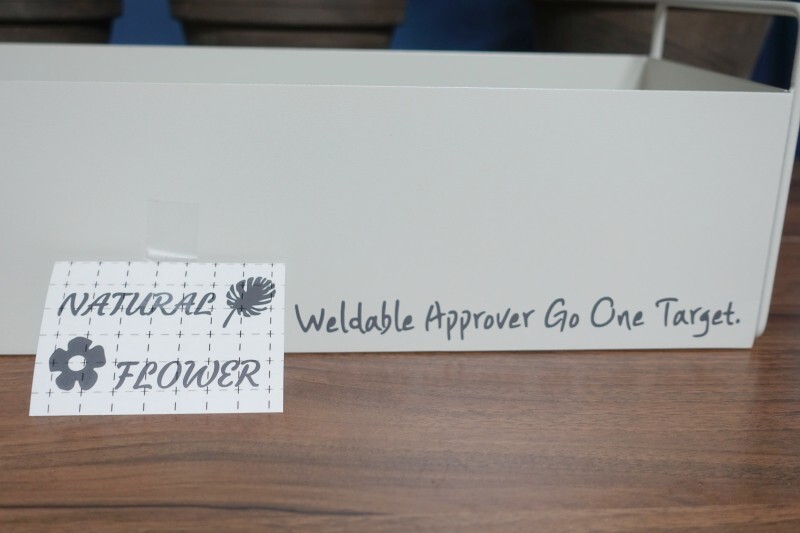 NATURAL
FLOWER
Weldable Approver Go One Target.